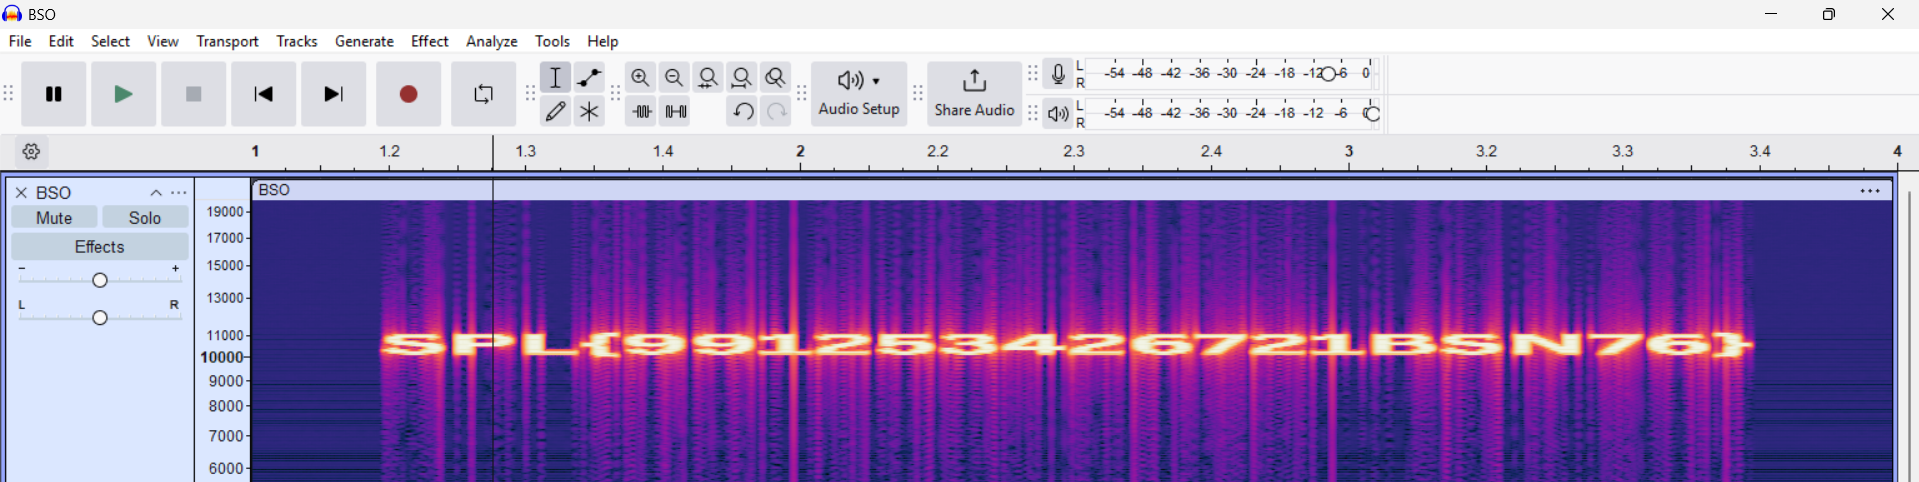 BSO
File Edit Select View Transport Tracks Generate Effect Analyze Tools Help
Audio Setup
Share Audio
L
R
-54 -48 -42 -36 -30 -24 -18 -12 -6 0
L
R
-54 -48 -42 -36 -30 -24 -18 -12 -6 0
1 1.2 1.3 1.4 2 2.2 2.3 2.4 3 3.2 3.3 3.4 4
BSO
Mute Solo
Effects
- +
L R
BSO
19000
17000
15000
13000
11000
10000
9000
8000
7000
6000
SPL{991253426721BSN76}